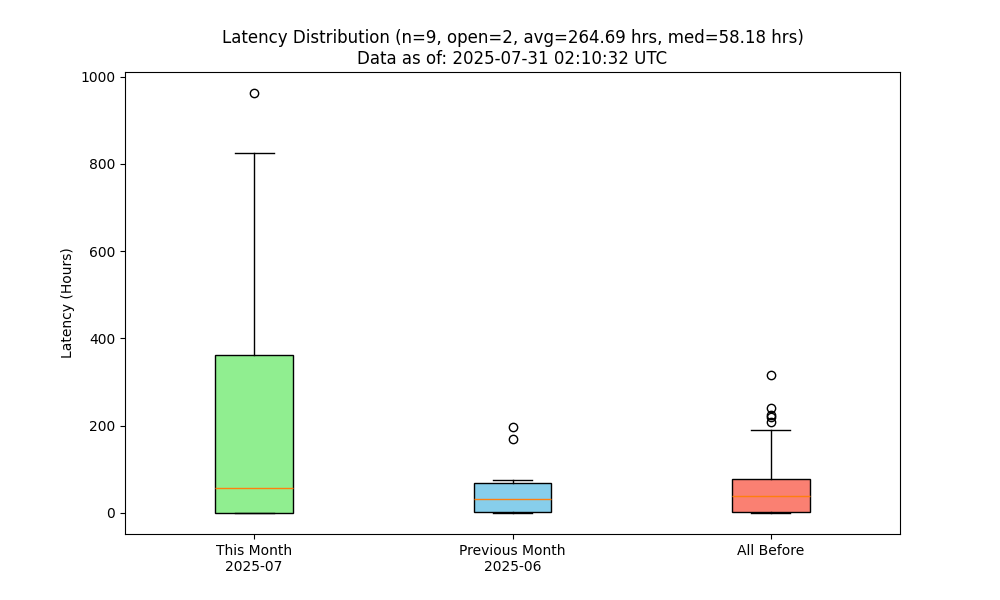 Latency Distribution (n=9, open=2, avg=264.69 hrs, med=58.18 hrs)
Data as of: 2025-07-31 02:10:32 UTC
1000
800
600
400
200
0
Latency (Hours)
This Month
2025-07
Previous Month
2025-06
All Before